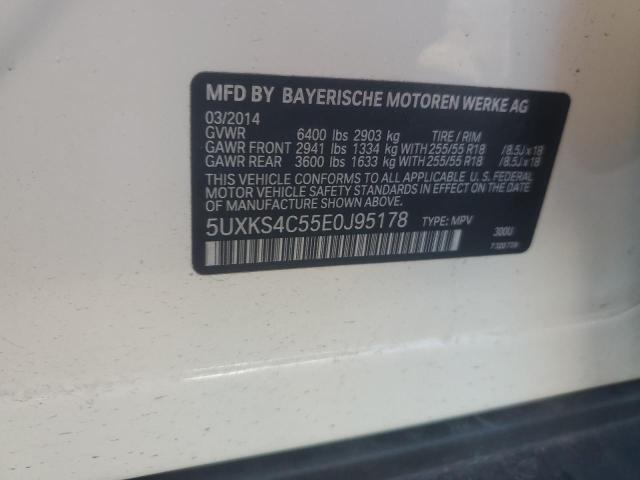 MFD BY BAYERISCHE MOTOREN WERKE AG
03/2014
GVWR 6400 lbs 2903 kg TIRE / RIM
GAWR FRONT 2941 lbs 1334 kg WITH 255/55 R18 /8.5J x 18
GAWR REAR 3600 lbs 1633 kg WITH 255/55 R18 /8.5J x 18
THIS VEHICLE CONFORMS TO ALL APPLICABLE U. S. FEDERAL
MOTOR VEHICLE SAFETY STANDARDS IN EFFECT ON THE DATE
OF MANUFACTURE SHOWN ABOVE.
5UXKS4C55E0J95178 TYPE: MPV 300U